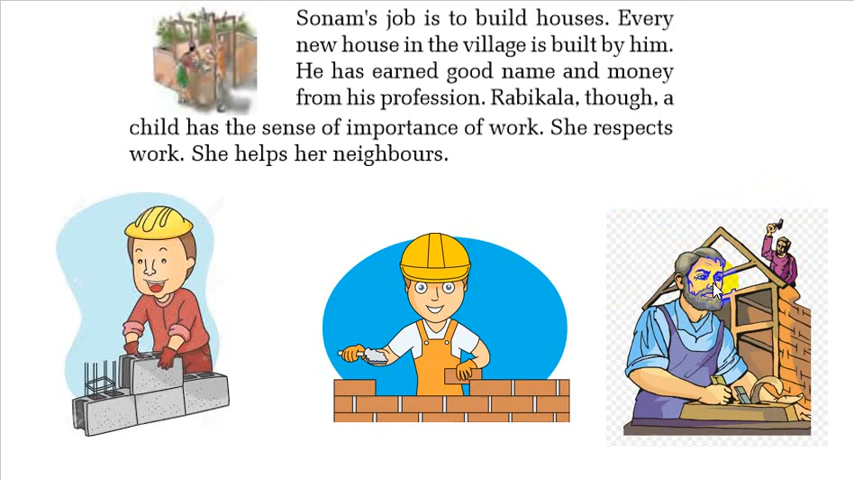 Sonam's job is to build houses. Every
new house in the village is built by him.
He has earned good name and money
from his profession. Rabikala, though, a
child has the sense of importance of work. She respects
work. She helps her neighbours.